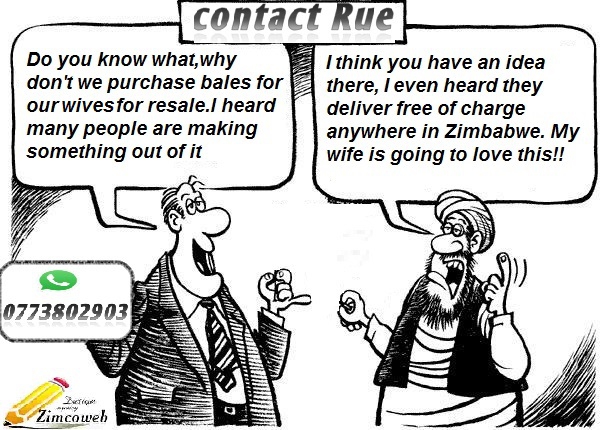 contact Rue
Do you know what,why
don't we purchase bales for
our wives for resale.I heard
many people are making
something out of it
I think you have an idea
there, I even heard they
deliver free of charge
anywhere in Zimbabwe. My
wife is going to love this!!
0773802903
Design
agency
Zimcoweb